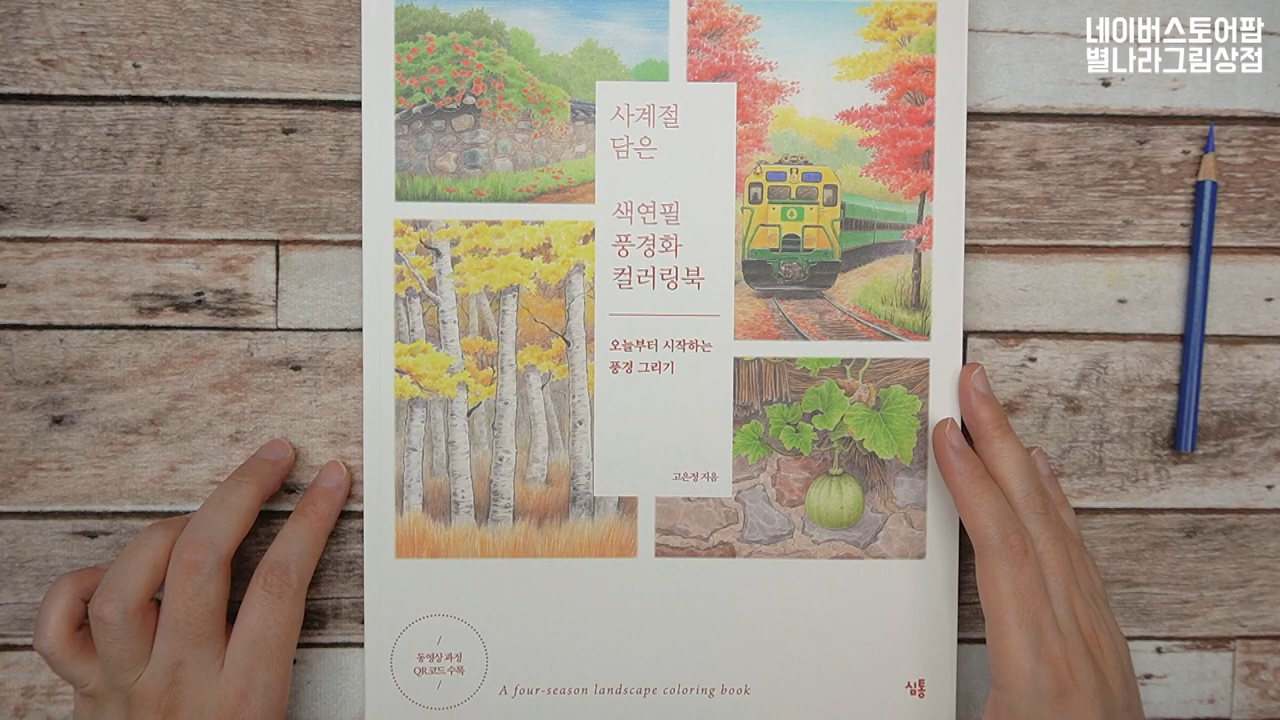 네이버스토어팜
별나라그림상점
사계절
담은
색연필
풍경화
컬러링북
오늘부터 시작하는
풍경 그리기
고은정 지음
동영상 과정
QR코드 수록
A four-season landscape coloring book
심통